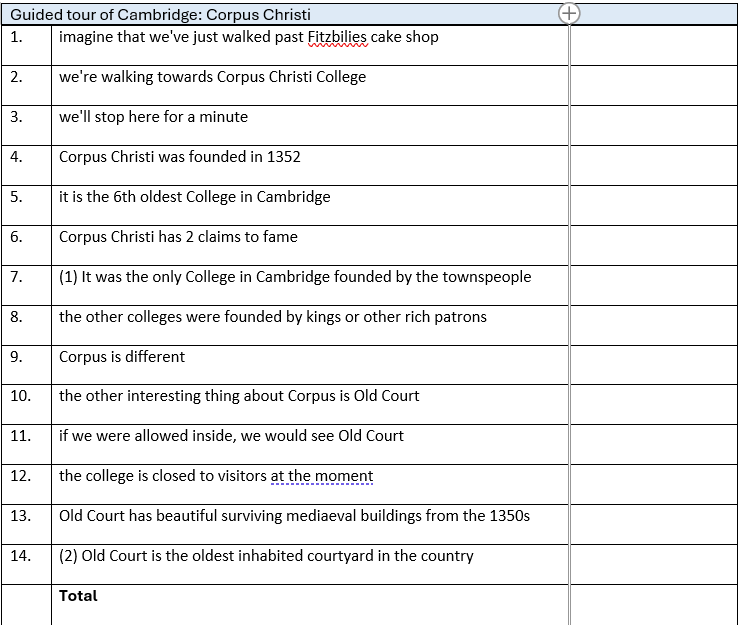 Guided tour of Cambridge: Corpus Christi
1. imagine that we've just walked past Fitzbilies cake shop
2. we're walking towards Corpus Christi College
3. we'll stop here for a minute
4. Corpus Christi was founded in 1352
5. it is the 6th oldest College in Cambridge
6. Corpus Christi has 2 claims to fame
7. (1) It was the only College in Cambridge founded by the townspeople
8. the other colleges were founded by kings or other rich patrons
9. Corpus is different
10. the other interesting thing about Corpus is Old Court
11. if we were allowed inside, we would see Old Court
12. the college is closed to visitors at the moment
13. Old Court has beautiful surviving mediaeval buildings from the 1350s
14. (2) Old Court is the oldest inhabited courtyard in the country
Total